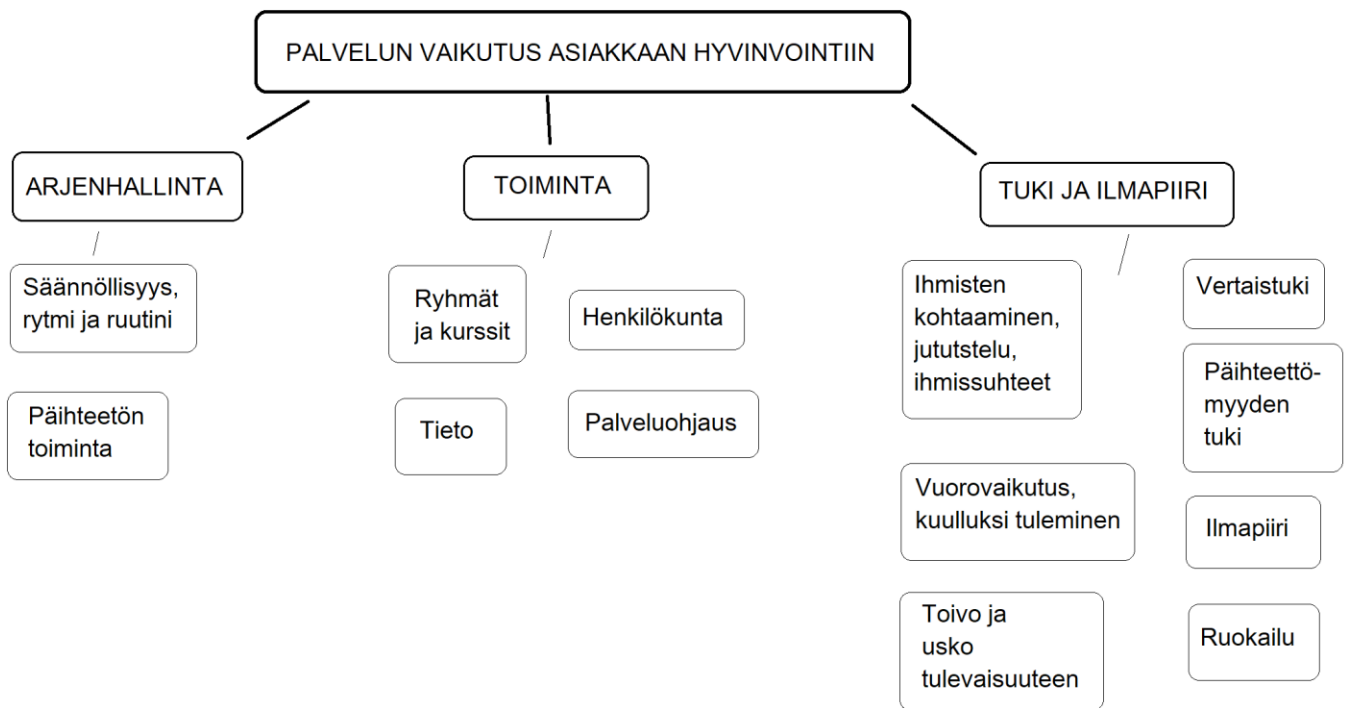 PALVELUN VAIKUTUS ASIAKKAAN HYVINVOINTIIN
ARJENHALLINTA
Säännöllisyys,
rytmi ja ruutini
Päihteetön
toiminta
TOIMINTA
Ryhmät
ja kurssit
Henkilökunta
Tieto
Palveluohjaus
TUKI JA ILMAPIIRI
Ihmisten
kohtaaminen,
jututstelu,
ihmissuhteet
Vertaistuki
Päihteettö-
myyden
tuki
Vuorovaikutus,
kuulluksi tuleminen
Ilmapiiri
Toivo ja
usko
tulevaisuuteen
Ruokailu